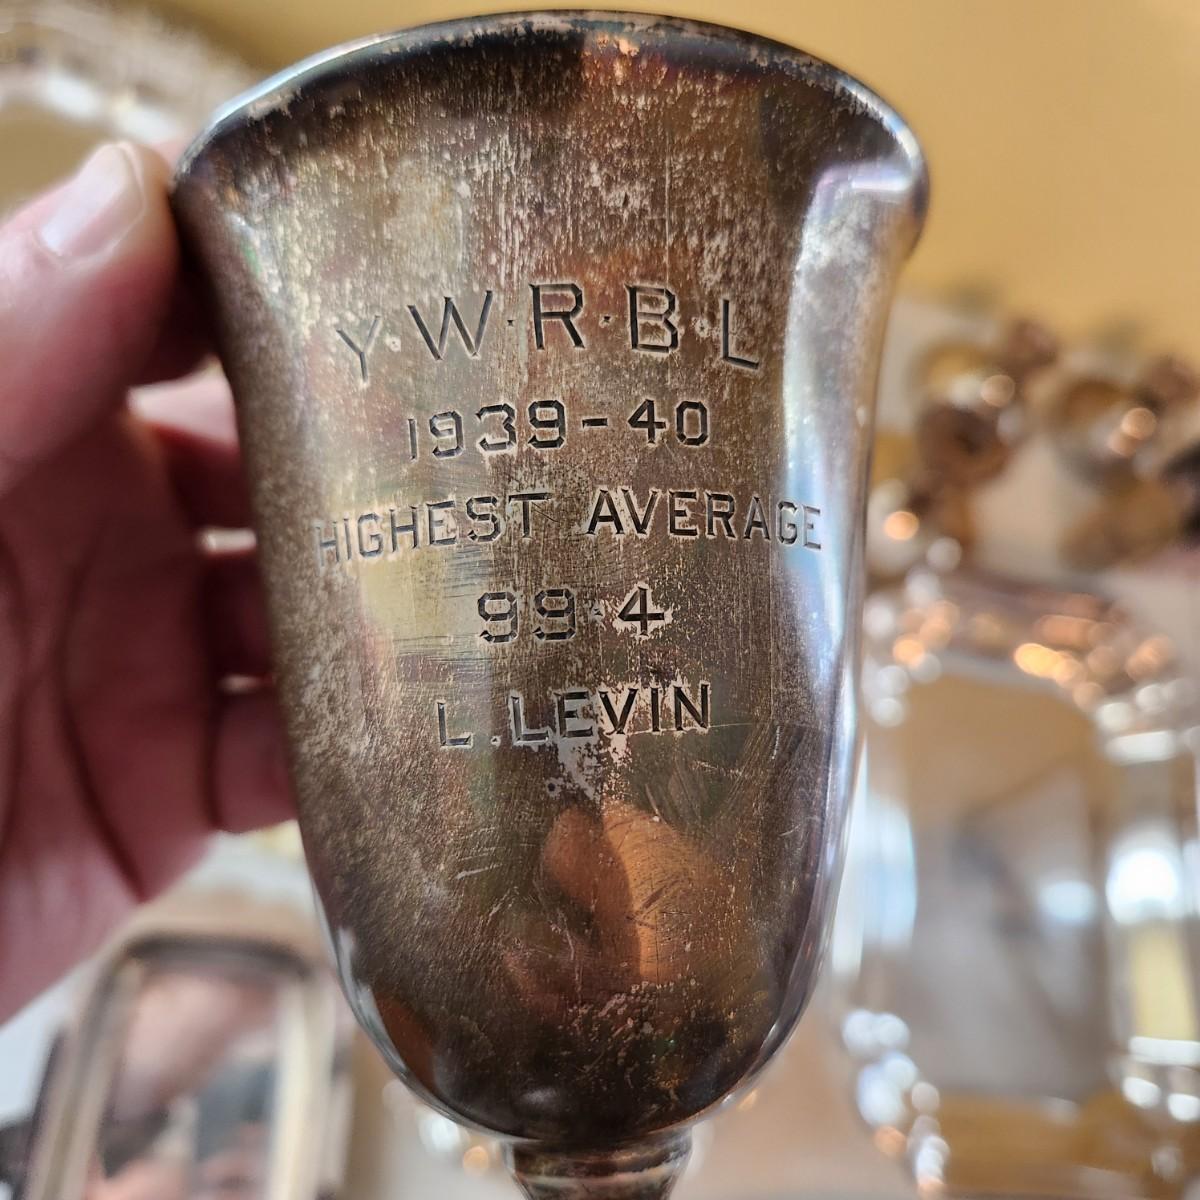 Y·W·R·B·L
1939-40
HIGHEST AVERAGE
99·4
L.LEVIN